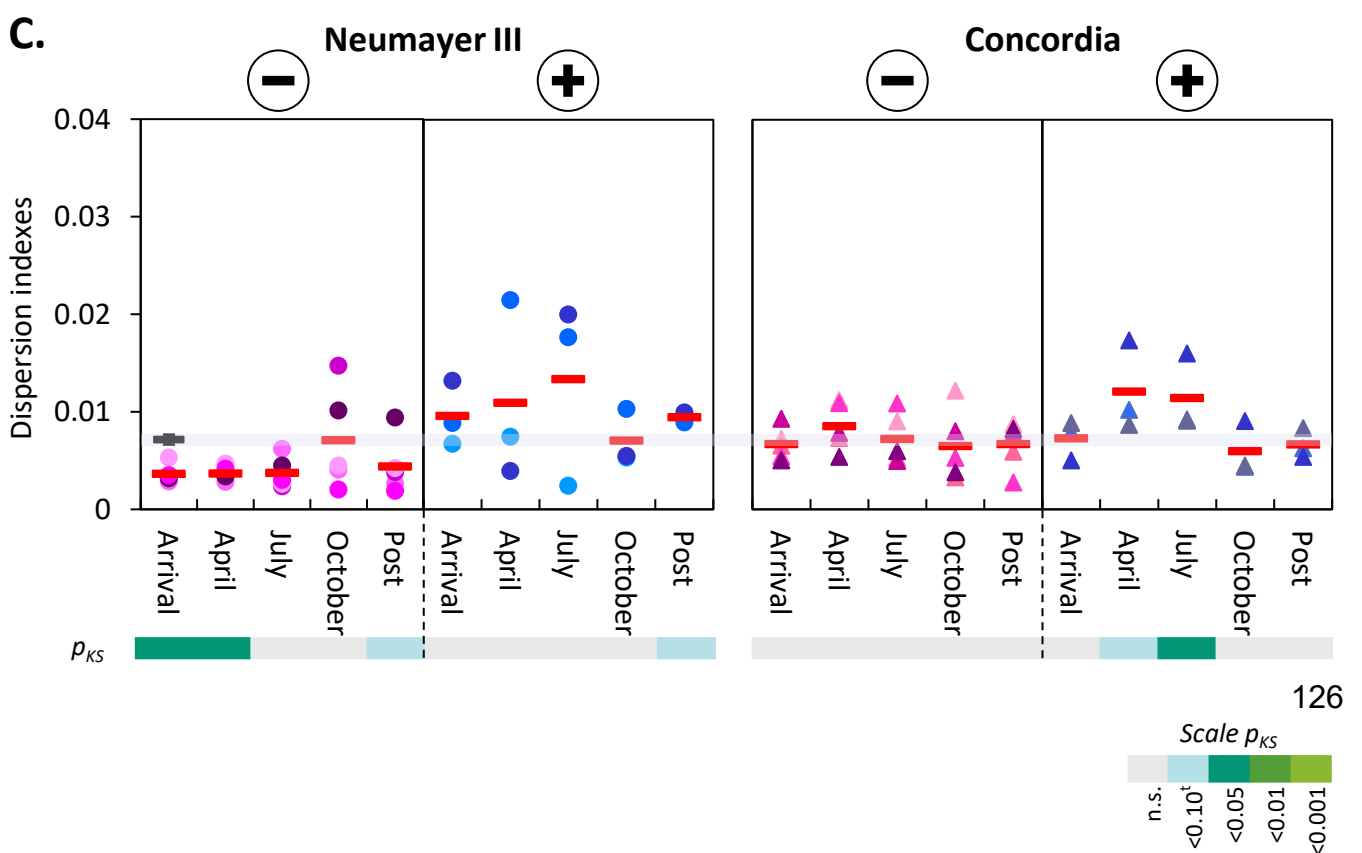 C.
Neumayer III
Concordia
− + − +
Dispersion indexes
0.04
0.03
0.02
0.01
0
Arrival April July October Post Arrival April July October Post Arrival April July October Post Arrival April July October Post
pKS
126
Scale pKS
n.s. <0.10ᵗ <0.05 <0.01 <0.001